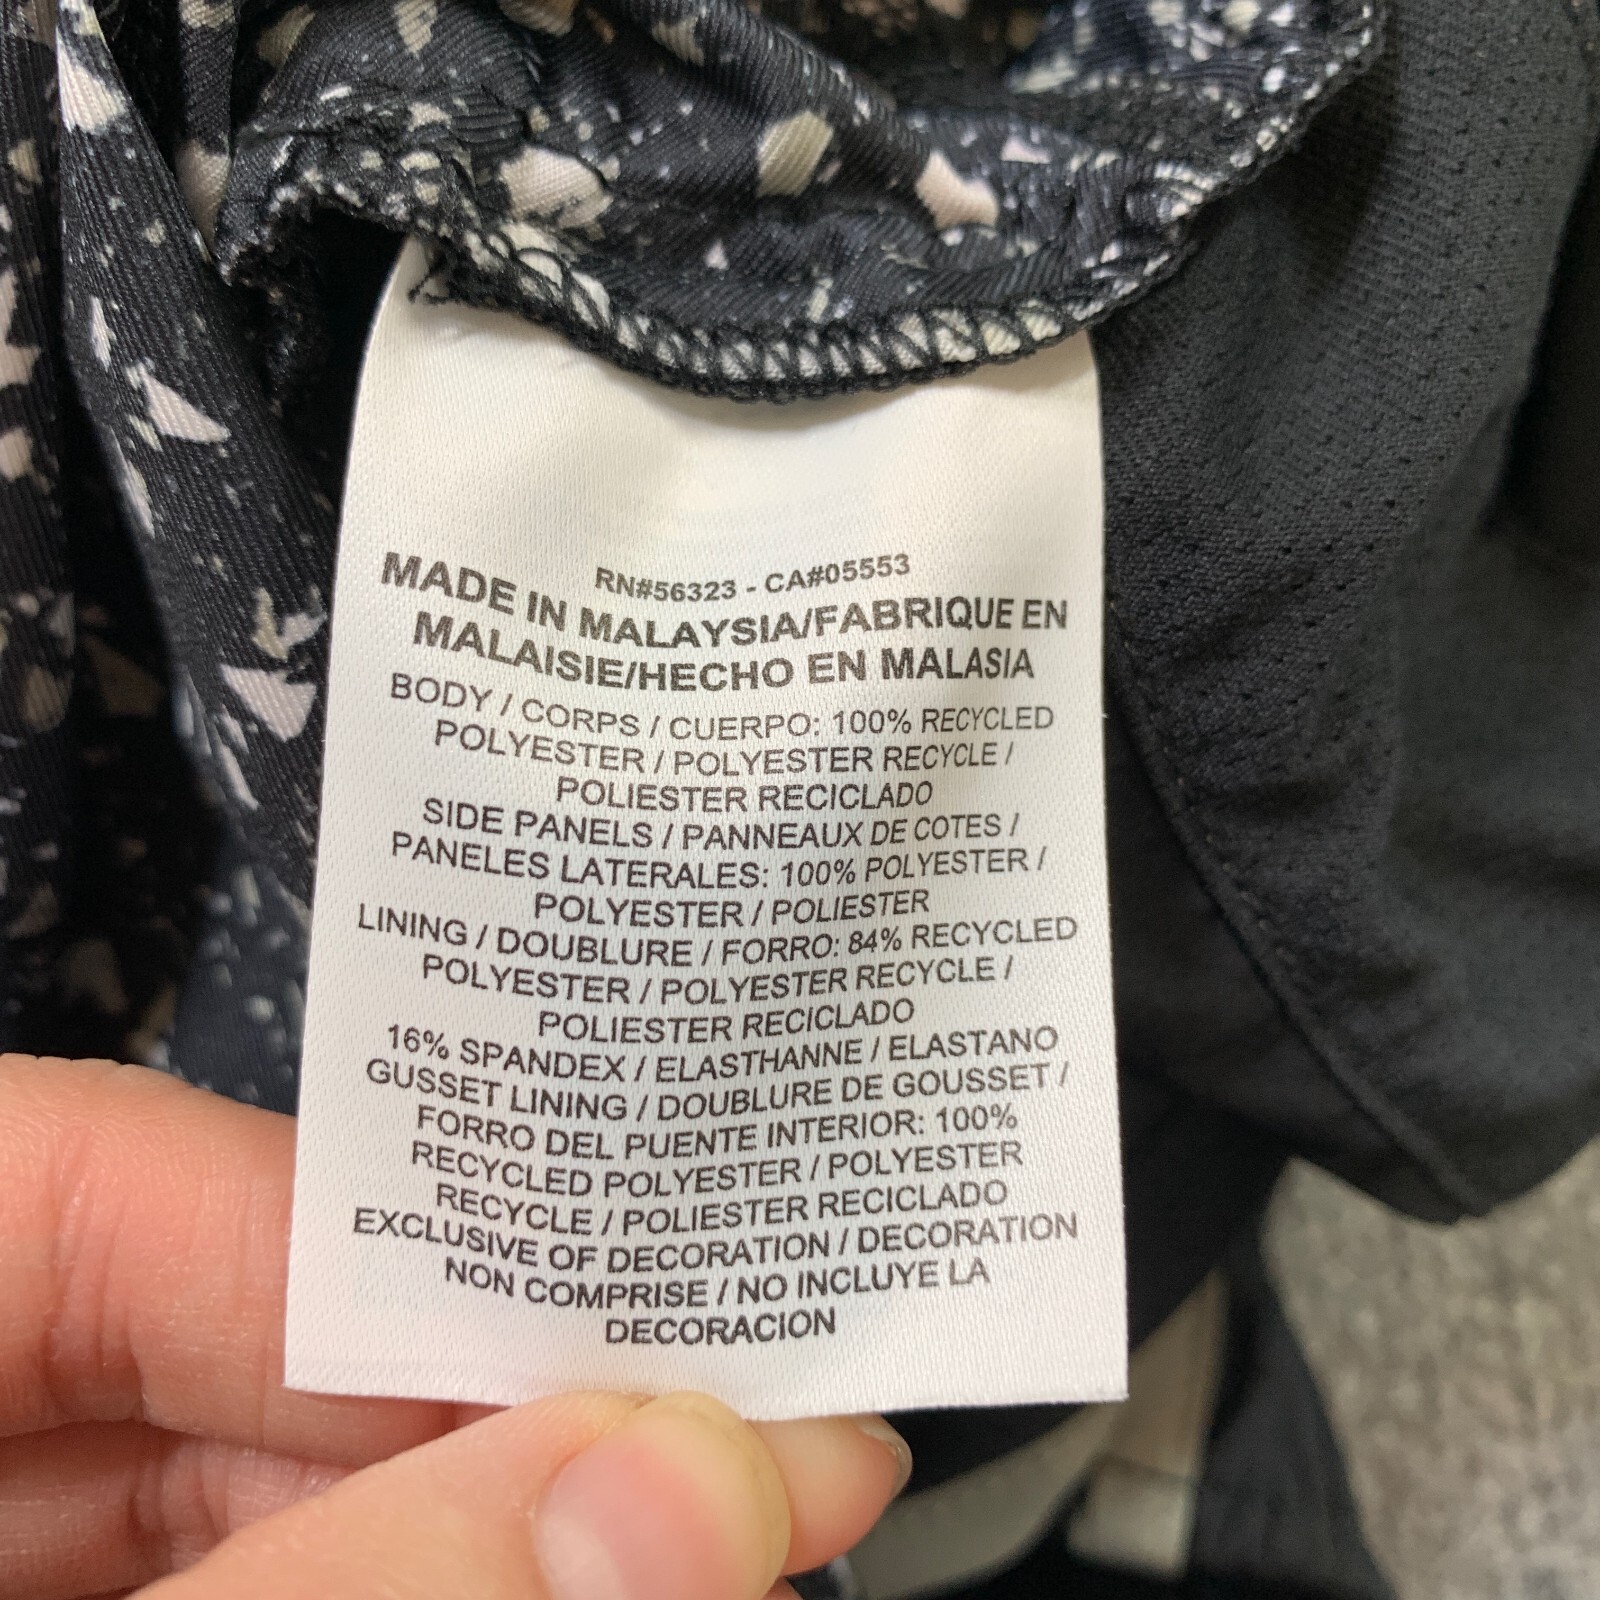 RN#56323 - CA#05553
MADE IN MALAYSIA/FABRIQUE EN
MALAISIE/HECHO EN MALASIA
BODY / CORPS / CUERPO: 100% RECYCLED
POLYESTER / POLYESTER RECYCLE /
POLIESTER RECICLADO
SIDE PANELS / PANNEAUX DE COTES /
PANELES LATERALES: 100% POLYESTER /
POLYESTER / POLIESTER
LINING / DOUBLURE / FORRO: 84% RECYCLED
POLYESTER / POLYESTER RECYCLE /
POLIESTER RECICLADO
16% SPANDEX / ELASTHANNE / ELASTANO
GUSSET LINING / DOUBLURE DE GOUSSET /
FORRO DEL PUENTE INTERIOR: 100%
RECYCLED POLYESTER / POLYESTER
RECYCLE / POLIESTER RECICLADO
EXCLUSIVE OF DECORATION / DECORATION
NON COMPRISE / NO INCLUYE LA
DECORACION